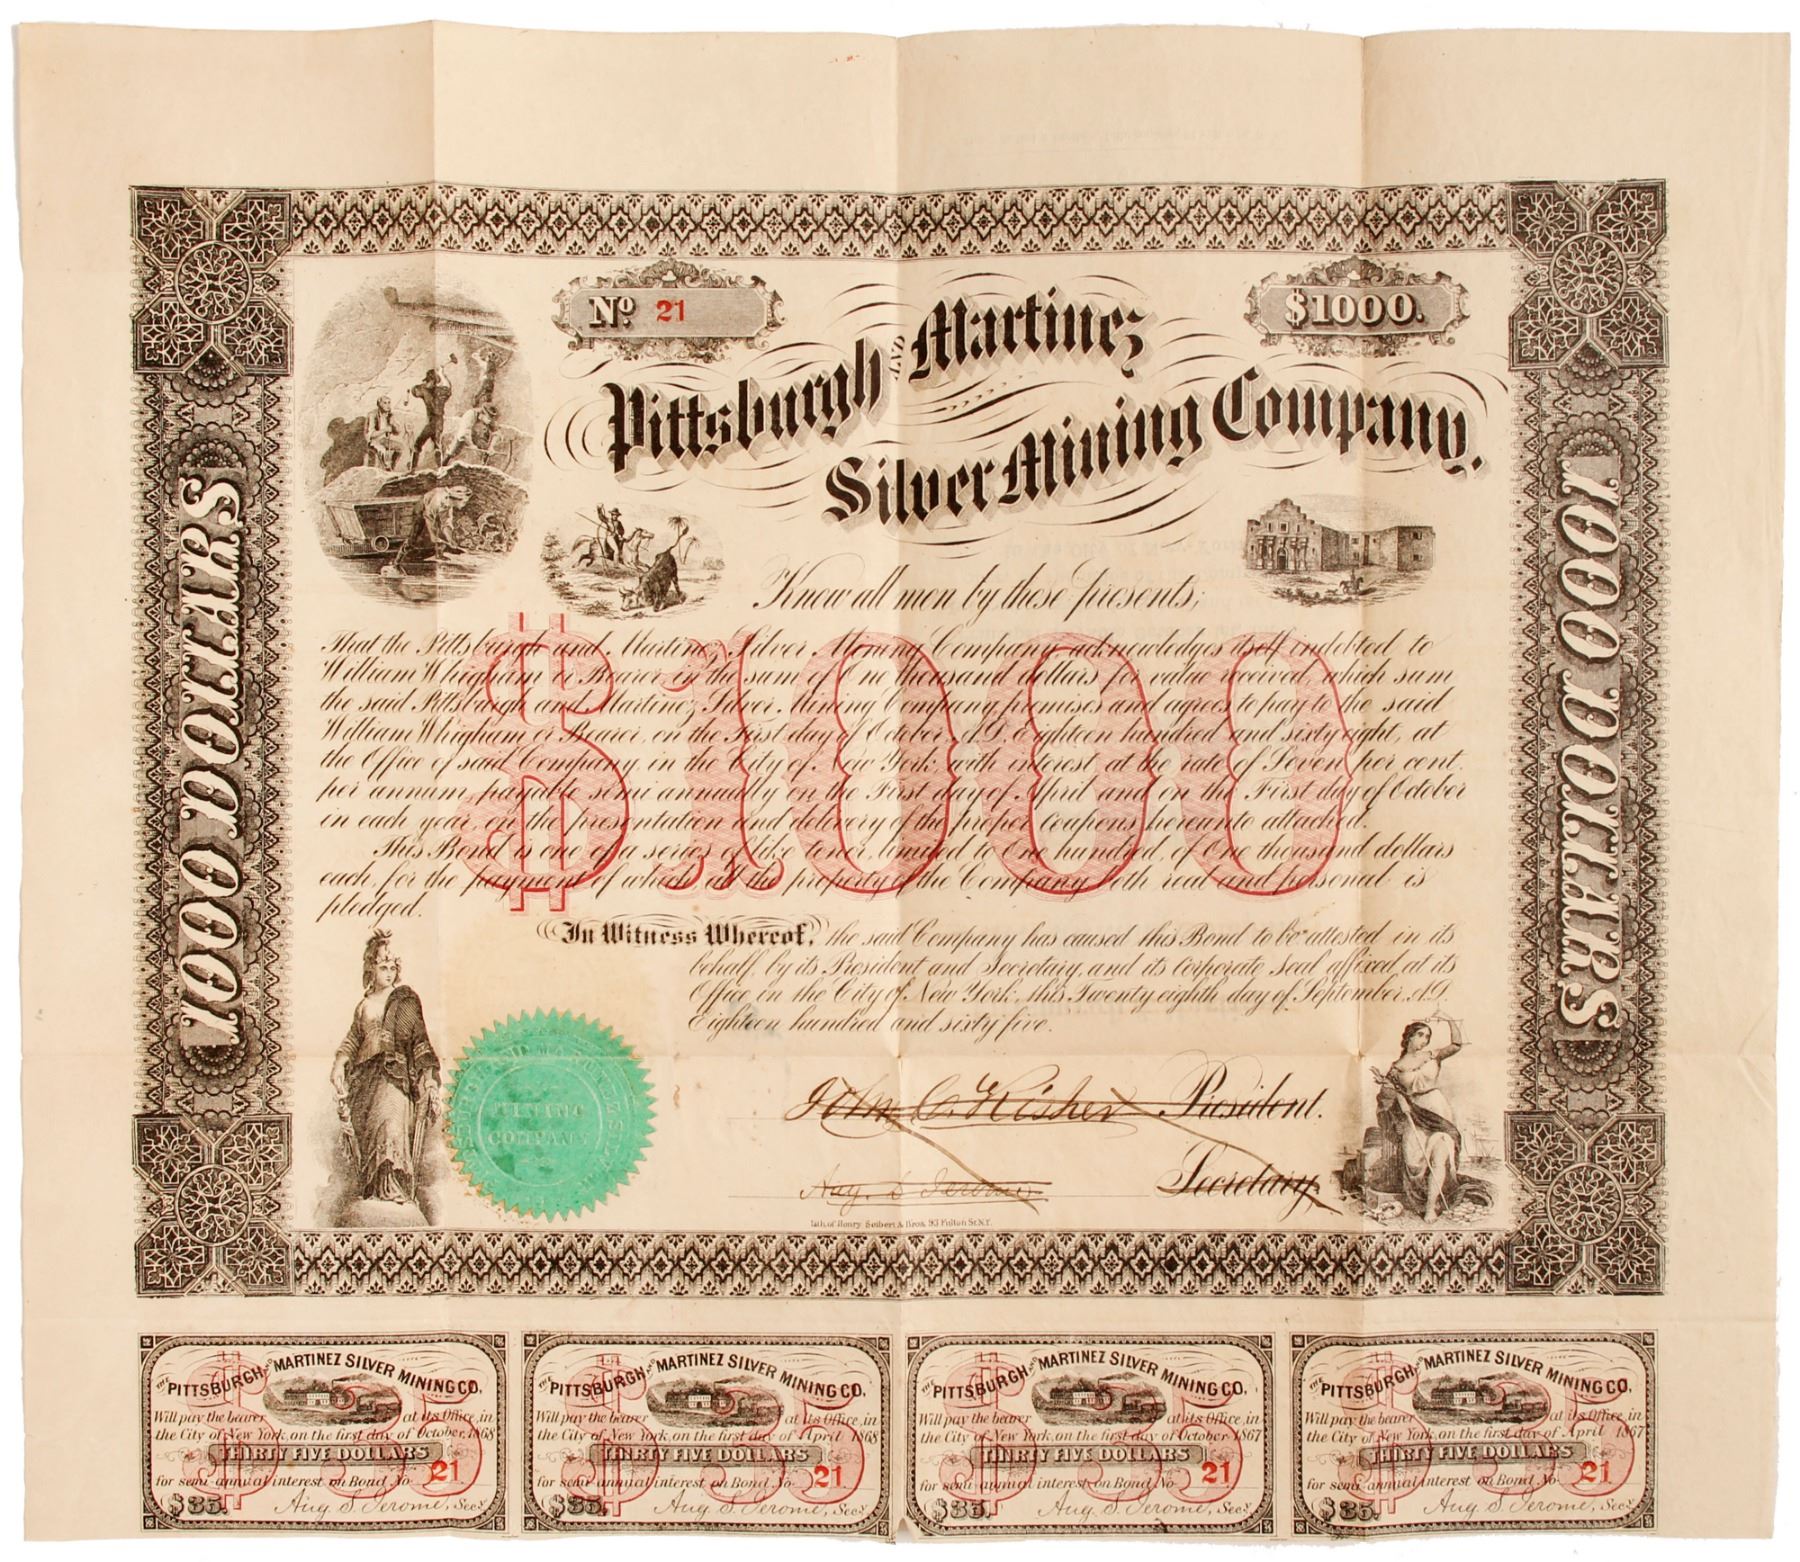 No. 21
$1000.
Pittsburgh AND Martinez
Silver Mining Company.
1000 DOLLARS
1000 DOLLARS
Know all men by these presents;
$1000
That the Pittsburgh and Martinez Silver Mining Company acknowledges itself indebted to
William Whigham or Bearer in the sum of One thousand dollars for value received, which sum
the said Pittsburgh and Martinez Silver Mining Company promises and agrees to pay to the said
William Whigham or Bearer, on the First day of October A.D. Eighteen hundred and sixty eight, at
the Office of said Company, in the City of New York, with interest at the rate of Seven per cent.
per annum, payable semi annually on the First day of April and on the First day of October
in each year, on the presentation and delivery of the proper Coupons hereunto attached.
This Bond is one of a series of like tenor, limited to One hundred, of One thousand dollars
each, for the payment of which all the property of the Company both real and personal is
pledged.
In Witness Whereof, the said Company has caused this Bond to be attested in its
behalf, by its President and Secretary, and its Corporate Seal affixed at its
Office in the City of New York, this Twenty eighth day of September, A.D.
Eighteen hundred and sixty five.
MINING
COMPANY
John C. Risher President.
Aug. S. Jerome Secretary.
Lith. of Henry Seibert & Bros. 93 Fulton St. N.Y.
THE PITTSBURGH AND MARTINEZ SILVER MINING CO,
Will pay the bearer at its Office, in
the City of New York, on the first day of October, 1868
THIRTY FIVE DOLLARS
for semi-annual interest on Bond No. 21
$35. Aug. S. Jerome, Secy.
THE PITTSBURGH AND MARTINEZ SILVER MINING CO,
Will pay the bearer at its Office, in
the City of New York, on the first day of April 1868
THIRTY FIVE DOLLARS
for semi-annual interest on Bond No. 21
$35. Aug. S. Jerome, Secy.
THE PITTSBURGH AND MARTINEZ SILVER MINING CO,
Will pay the bearer at its Office, in
the City of New York, on the first day of October 1867
THIRTY FIVE DOLLARS
for semi-annual interest on Bond No. 21
$35. Aug. S. Jerome, Secy.
THE PITTSBURGH AND MARTINEZ SILVER MINING CO,
Will pay the bearer at its Office, in
the City of New York, on the first day of April 1867
THIRTY FIVE DOLLARS
for semi-annual interest on Bond No. 21
$35. Aug. S. Jerome, Secy.